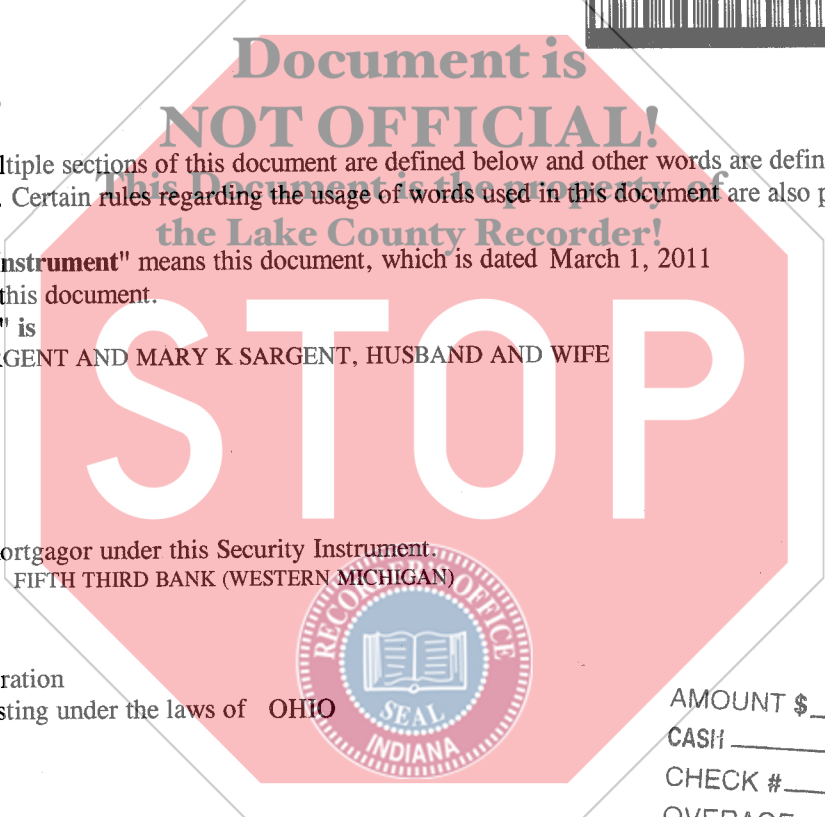 Document is
NOT OFFICIAL!
ltiple sections of this document are defined below and other words are defin
This Document is the property of
. Certain rules regarding the usage of words used in this document are also p
the Lake County Recorder!
nstrument" means this document, which is dated March 1, 2011
this document.
" is
RGENT AND MARY K SARGENT, HUSBAND AND WIFE
STOP
ortgagor under this Security Instrument.
FIFTH THIRD BANK (WESTERN MICHIGAN)
RECORDER'S OFFICE
ration
sting under the laws of OHIO
SEAL
INDIANA
AMOUNT $
CASH
CHECK #
OVERAGE